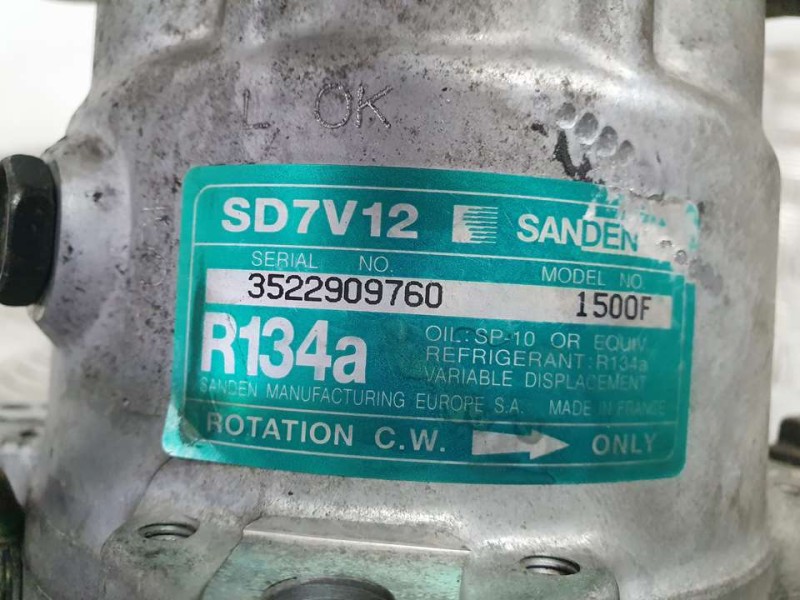 L OK
SD7V12 SANDEN
SERIAL NO. MODEL NO.
3522909760 1500F
R134a
OIL: SP-10 OR EQUIV.
REFRIGERANT: R134a
VARIABLE DISPLACEMENT
SANDEN MANUFACTURING EUROPE S.A. MADE IN FRANCE
ROTATION C.W. ONLY